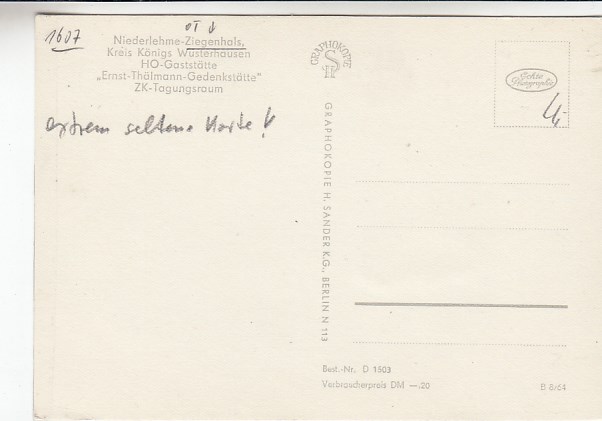 1607
OT ↓
Niederlehme-Ziegenhals,
Kreis Königs Wusterhausen
HO-Gaststätte
„Ernst-Thälmann-Gedenkstätte"
ZK-Tagungsraum
extrem seltene Karte!
GRAPHOKOPIE
GRAPHOKOPIE H. SANDER K.G., BERLIN N 113
Echte Photographie
Best.-Nr. D 1503
Verbraucherpreis DM —.20
B 8/64